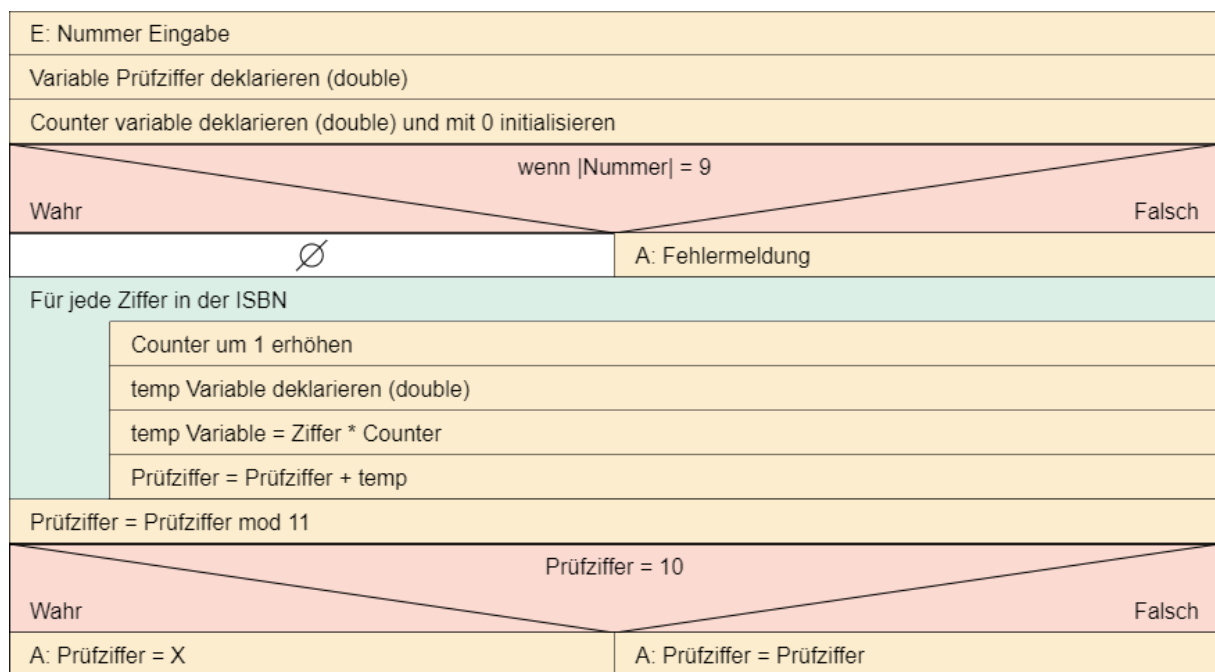 E: Nummer Eingabe
Variable Prüfziffer deklarieren (double)
Counter variable deklarieren (double) und mit 0 initialisieren
wenn |Nummer| = 9
Wahr
Falsch
∅
A: Fehlermeldung
Für jede Ziffer in der ISBN
Counter um 1 erhöhen
temp Variable deklarieren (double)
temp Variable = Ziffer * Counter
Prüfziffer = Prüfziffer + temp
Prüfziffer = Prüfziffer mod 11
Prüfziffer = 10
Wahr
Falsch
A: Prüfziffer = X
A: Prüfziffer = Prüfziffer